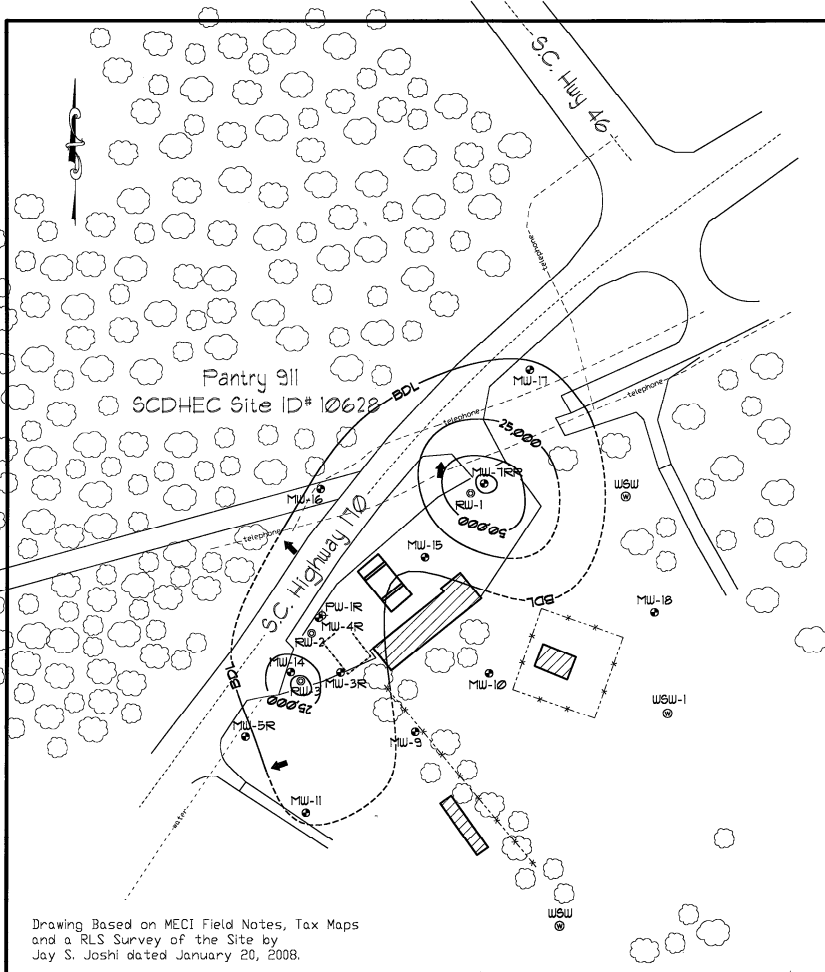 S.C. Hwy 46
telephone
Pantry 911
SCDHEC Site ID# 10628
BDL
MW-17
telephone
telephone
25,000
MW-7RR
WSW
MW-16
RW-1
50,000
telephone
S.C. Highway 170
MW-15
BDL
PW-1R
MW-18
MW-4R
RW-2
MW-14
BDL
MW-3R
MW-10
RW-3
25,000
WSW-1
MW-5R
MW-9
MW-11
water
WSW
Drawing Based on MECI Field Notes, Tax Maps
and a RLS Survey of the Site by
Jay S. Joshi dated January 20, 2008.